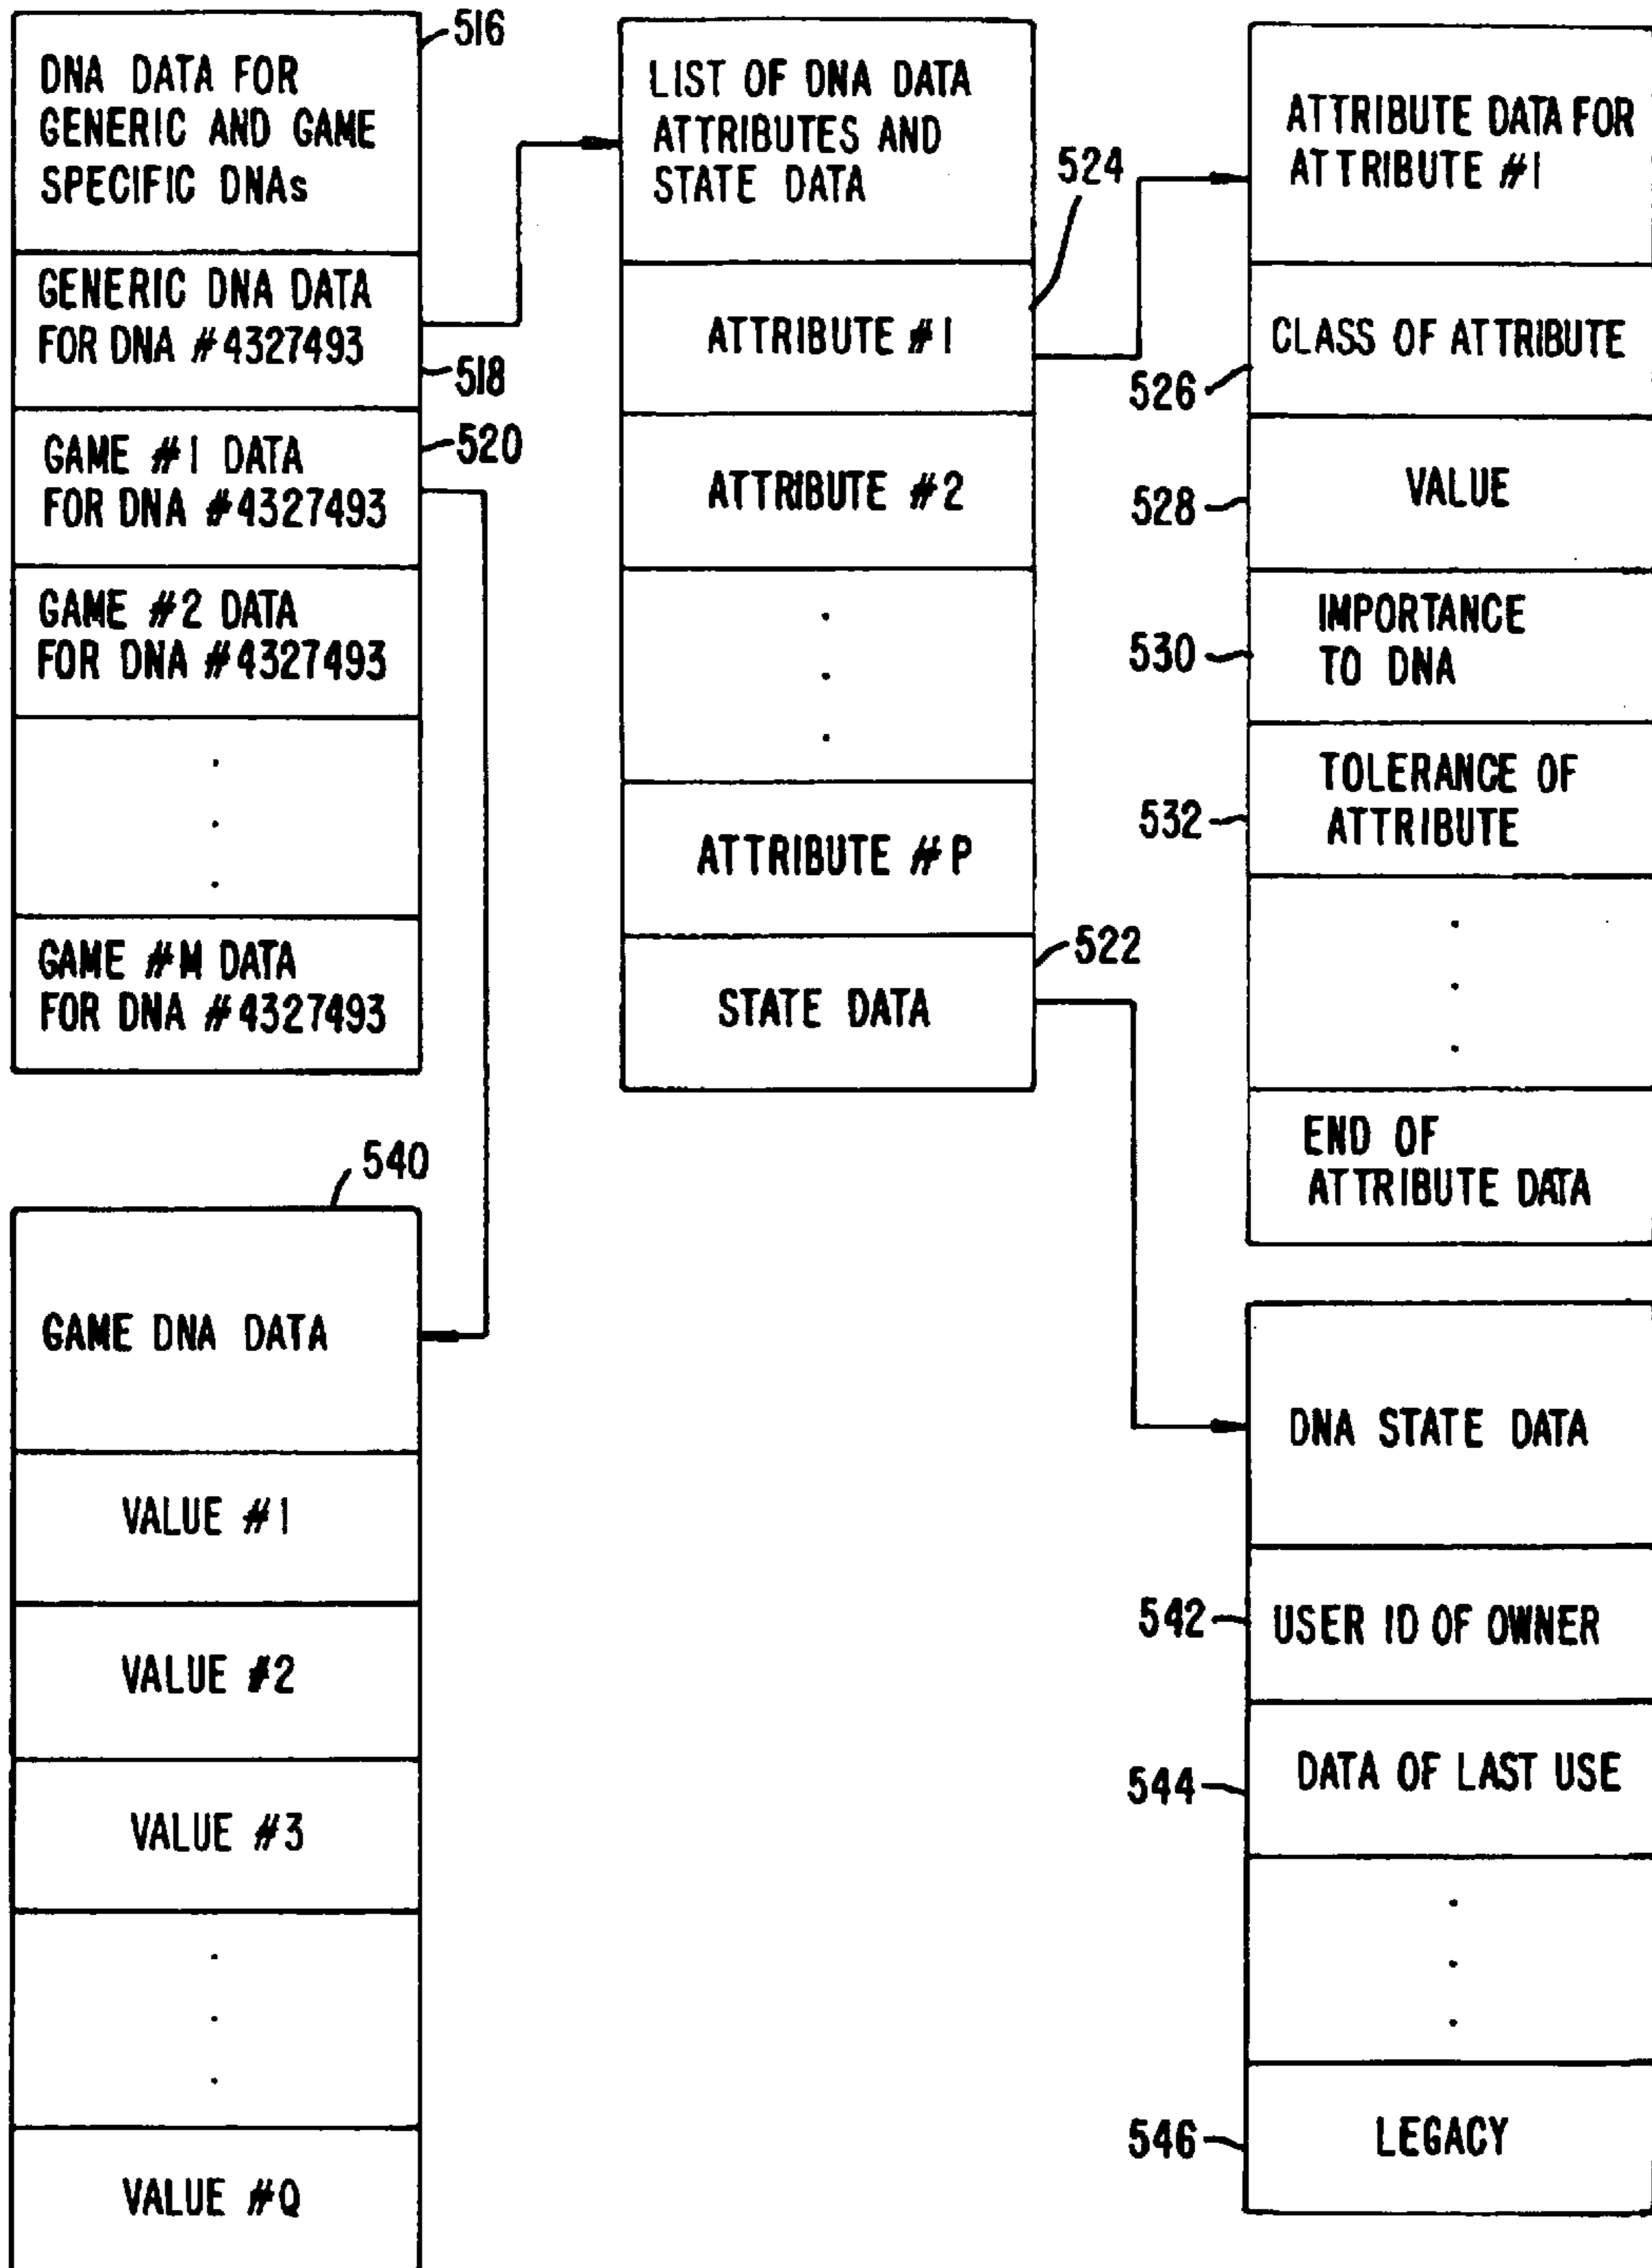 516
DNA DATA FOR
GENERIC AND GAME
SPECIFIC DNAs
GENERIC DNA DATA
FOR DNA #4327493
518
GAME #1 DATA
FOR DNA #4327493
520
GAME #2 DATA
FOR DNA #4327493
.
.
.
GAME #M DATA
FOR DNA #4327493
540
GAME DNA DATA
VALUE #1
VALUE #2
VALUE #3
.
.
.
VALUE #Q
LIST OF DNA DATA
ATTRIBUTES AND
STATE DATA
524
ATTRIBUTE #1
ATTRIBUTE #2
.
.
.
ATTRIBUTE #P
522
STATE DATA
ATTRIBUTE DATA FOR
ATTRIBUTE #1
CLASS OF ATTRIBUTE
526
VALUE
528
IMPORTANCE
TO DNA
530
TOLERANCE OF
ATTRIBUTE
532
.
.
.
END OF
ATTRIBUTE DATA
DNA STATE DATA
542
USER ID OF OWNER
544
DATA OF LAST USE
.
.
.
546
LEGACY